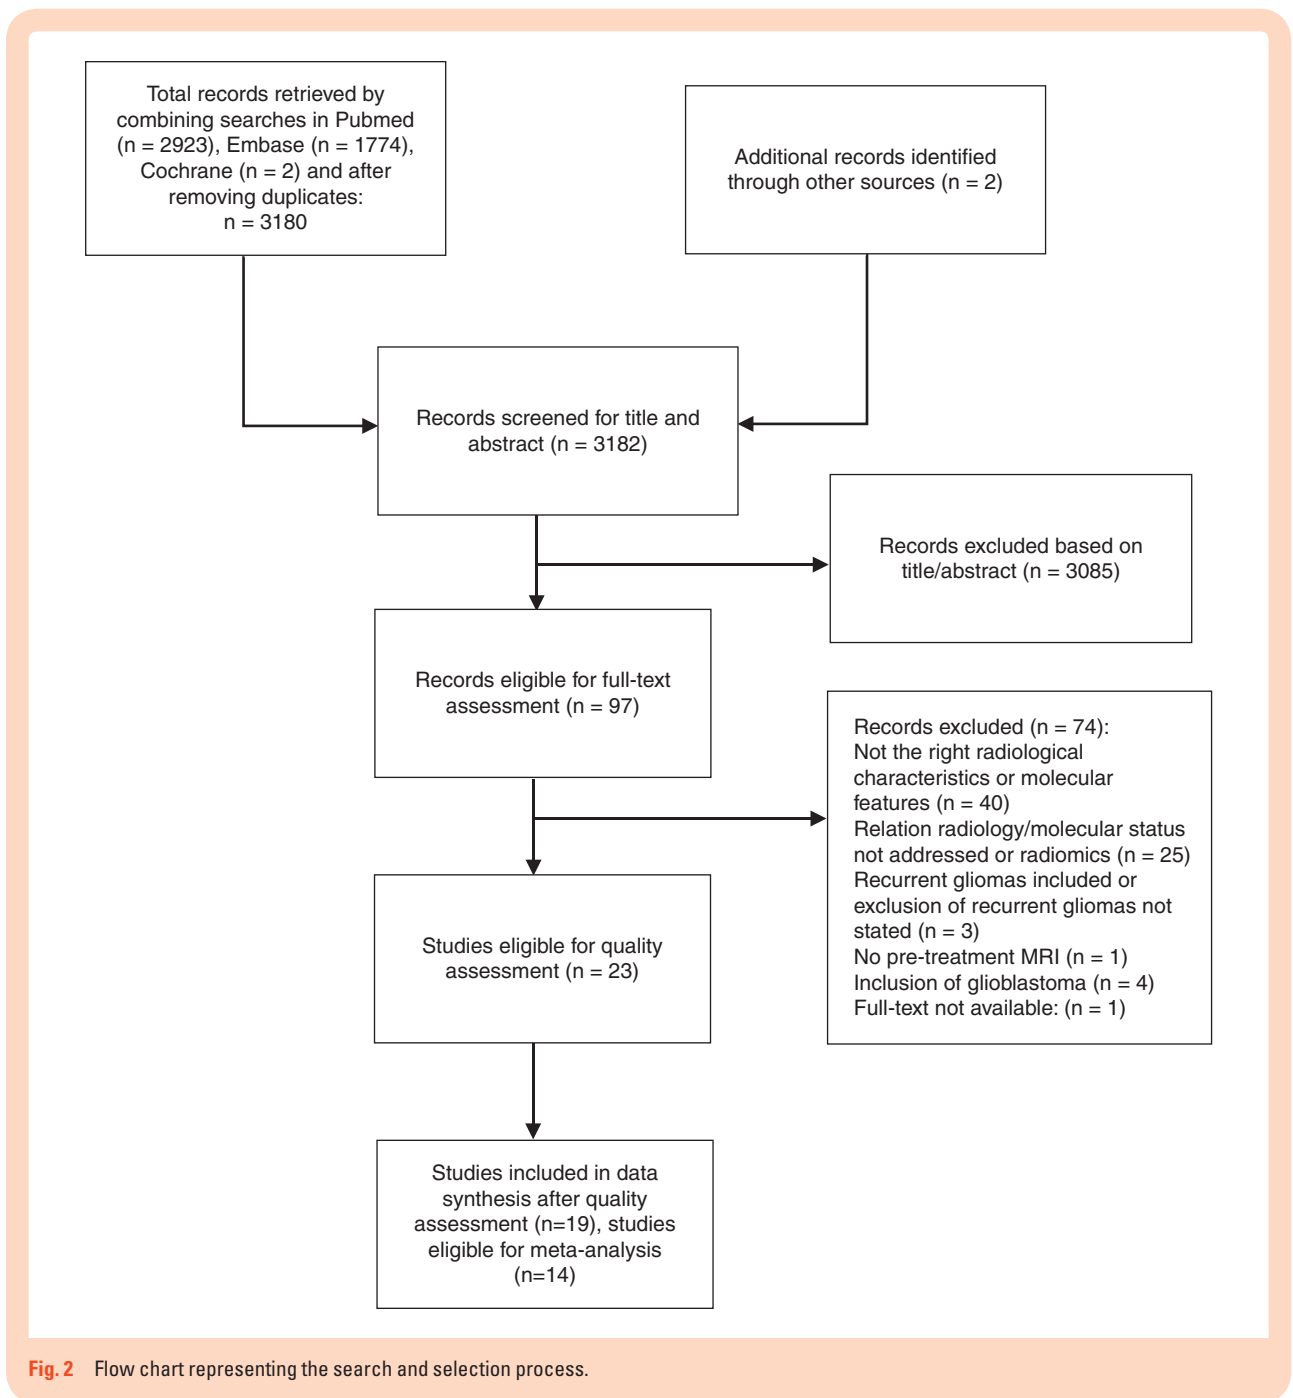 Total records retrieved by
combining searches in Pubmed
(n = 2923), Embase (n = 1774),
Cochrane (n = 2) and after
removing duplicates:
n = 3180
Additional records identified
through other sources (n = 2)
Records screened for title and
abstract (n = 3182)
Records excluded based on
title/abstract (n = 3085)
Records eligible for full-text
assessment (n = 97)
Records excluded (n = 74):
Not the right radiological
characteristics or molecular
features (n = 40)
Relation radiology/molecular status
not addressed or radiomics (n = 25)
Recurrent gliomas included or
exclusion of recurrent gliomas not
stated (n = 3)
No pre-treatment MRI (n = 1)
Inclusion of glioblastoma (n = 4)
Full-text not available: (n = 1)
Studies eligible for quality
assessment (n = 23)
Studies included in data
synthesis after quality
assessment (n=19), studies
eligible for meta-analysis
(n=14)
Fig. 2 Flow chart representing the search and selection process.